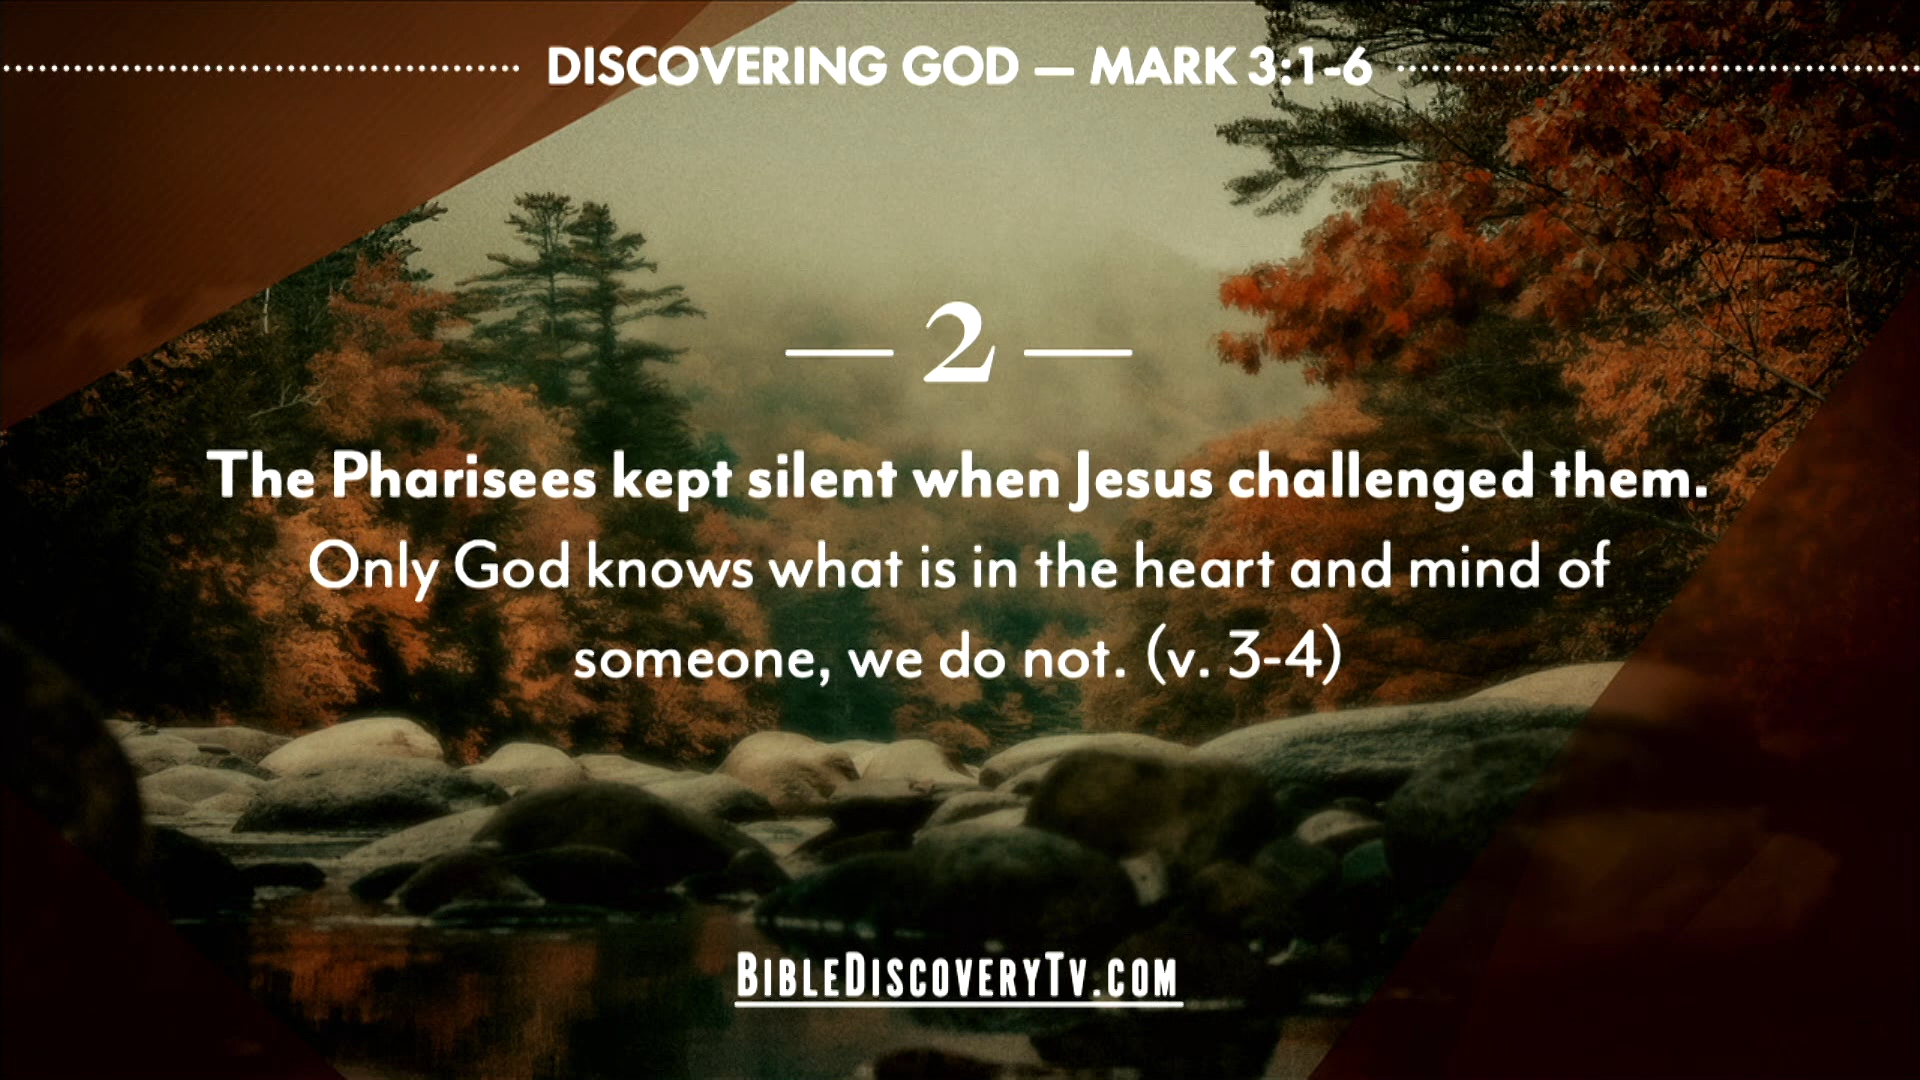 DISCOVERING GOD — MARK 3:1-6
— 2 —
The Pharisees kept silent when Jesus challenged them.
Only God knows what is in the heart and mind of
someone, we do not. (v. 3-4)
BIBLEDISCOVERYTV.COM